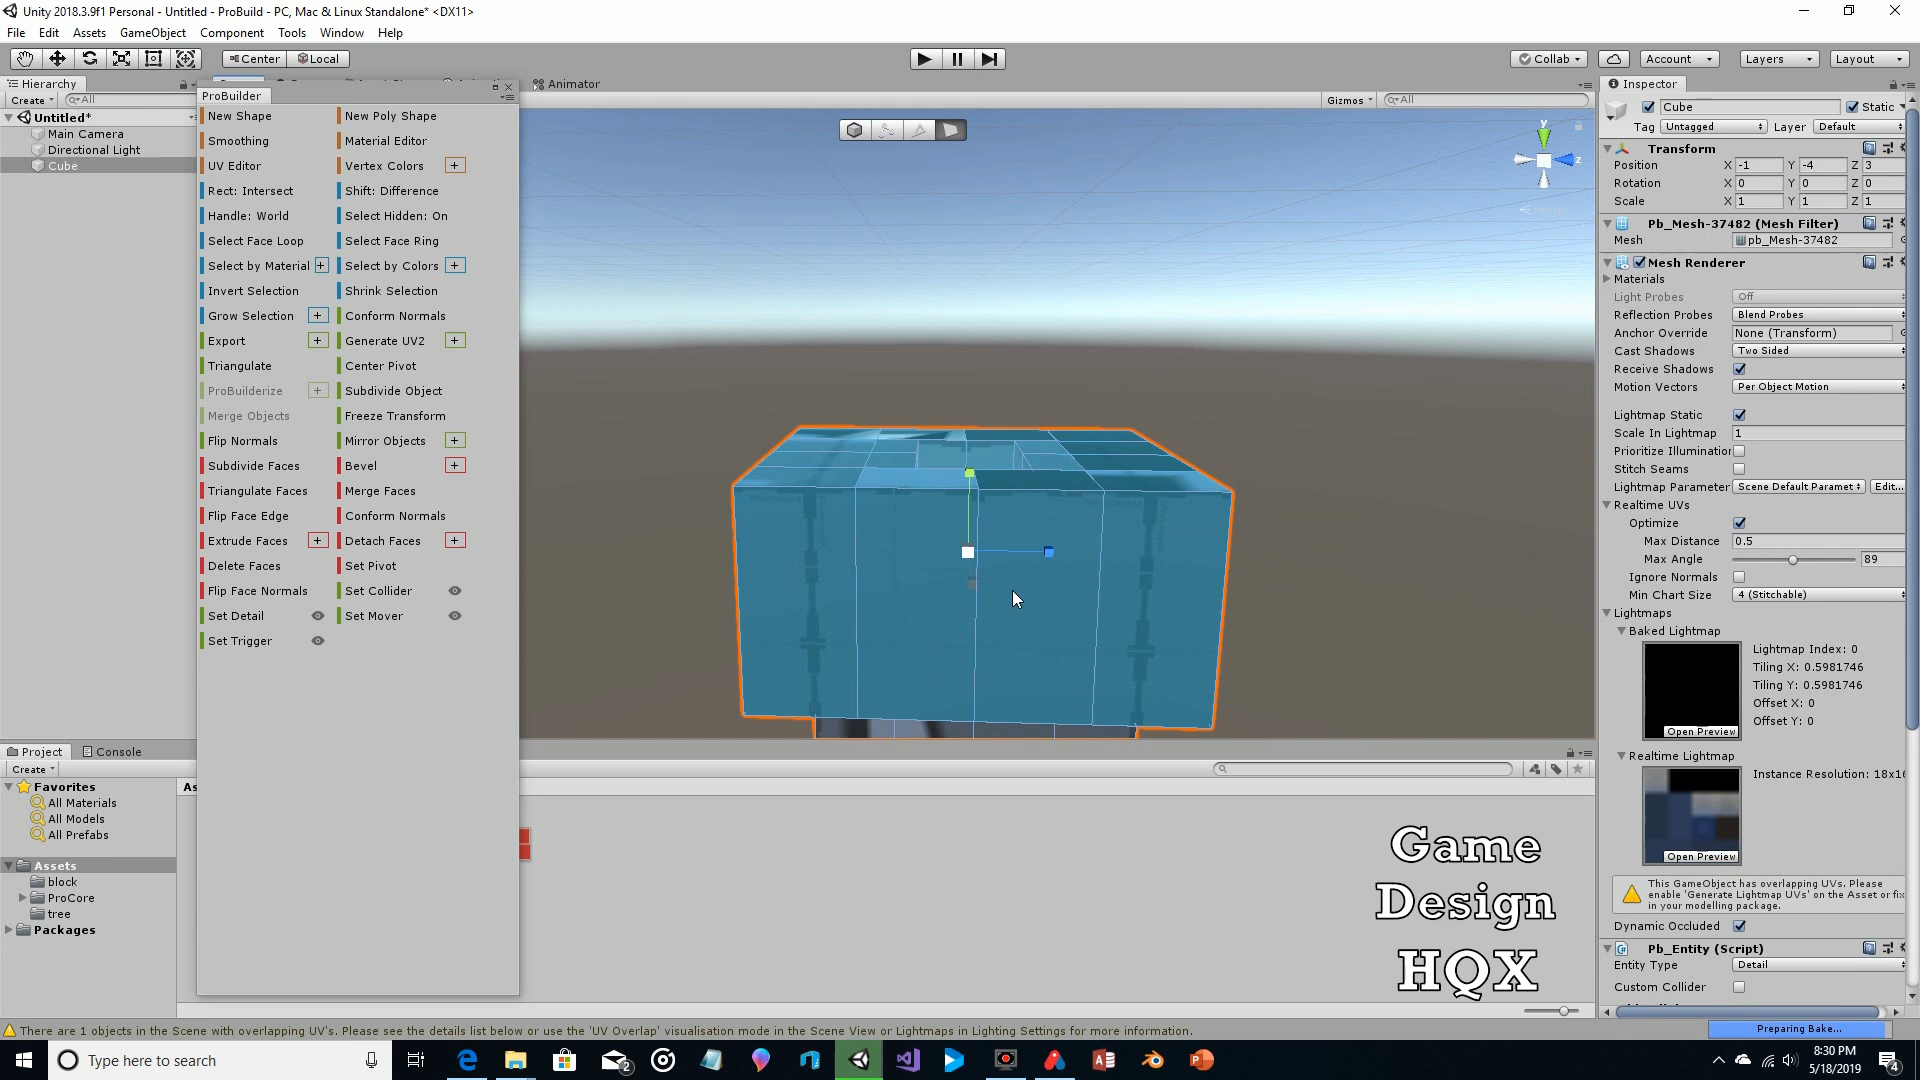 Unity 2018.3.9f1 Personal - Untitled - ProBuild - PC, Mac & Linux Standalone* <DX11>
File Edit Assets GameObject Component Tools Window Help
Center Local Collab Account Layers Layout
Hierarchy
Create All
Untitled*
Main Camera
Directional Light
Cube
ProBuilder
New Shape New Poly Shape
Smoothing Material Editor
UV Editor Vertex Colors +
Rect: Intersect Shift: Difference
Handle: World Select Hidden: On
Select Face Loop Select Face Ring
Select by Material + Select by Colors +
Invert Selection Shrink Selection
Grow Selection + Conform Normals
Export + Generate UV2 +
Triangulate Center Pivot
ProBuilderize + Subdivide Object
Merge Objects Freeze Transform
Flip Normals Mirror Objects +
Subdivide Faces Bevel +
Triangulate Faces Merge Faces
Flip Face Edge Conform Normals
Extrude Faces + Detach Faces +
Delete Faces Set Pivot
Flip Face Normals Set Collider
Set Detail Set Mover
Set Trigger
Animator
Gizmos All
y
z
Inspector
Cube Static
Tag Untagged Layer Default
Transform
Position X -1 Y -4 Z 3
Rotation X 0 Y 0 Z 0
Scale X 1 Y 1 Z 1
Pb_Mesh-37482 (Mesh Filter)
Mesh pb_Mesh-37482
Mesh Renderer
Materials
Light Probes Off
Reflection Probes Blend Probes
Anchor Override None (Transform)
Cast Shadows Two Sided
Receive Shadows
Motion Vectors Per Object Motion
Lightmap Static
Scale In Lightmap 1
Prioritize Illumination
Stitch Seams
Lightmap Parameter Scene Default Paramet Edit...
Realtime UVs
Optimize
Max Distance 0.5
Max Angle 89
Ignore Normals
Min Chart Size 4 (Stitchable)
Lightmaps
Baked Lightmap
Lightmap Index: 0
Tiling X: 0.5981746
Tiling Y: 0.5981746
Offset X: 0
Offset Y: 0
Open Preview
Realtime Lightmap
Instance Resolution: 18x16
Open Preview
This GameObject has overlapping UVs. Please
enable 'Generate Lightmap UVs' on the Asset or fix
in your modelling package.
Dynamic Occluded
Pb_Entity (Script)
Entity Type Detail
Custom Collider
Project Console
Create
Favorites
All Materials
All Models
All Prefabs
Assets
block
ProCore
tree
Packages
As
Game
Design
HQX
There are 1 objects in the Scene with overlapping UV's. Please see the details list below or use the 'UV Overlap' visualisation mode in the Scene View or Lightmaps in Lighting Settings for more information.
Preparing Bake...
Type here to search
2
8:30 PM
5/18/2019
4